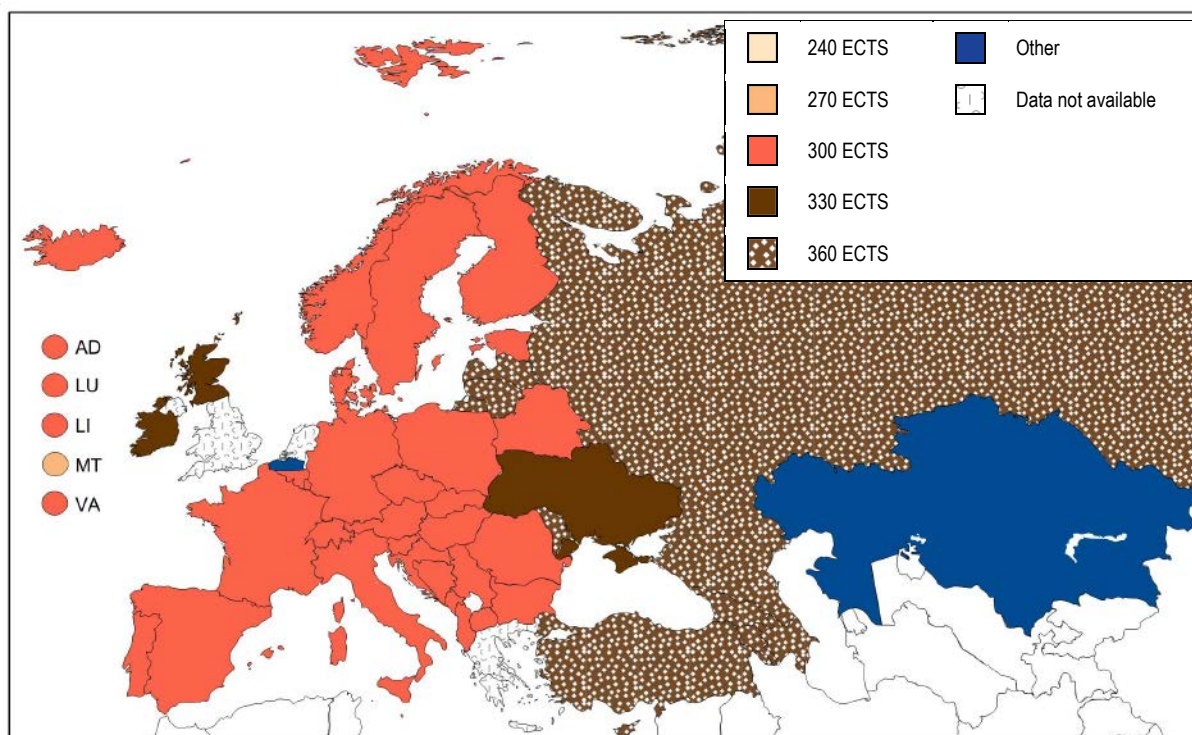 240 ECTS
Other
270 ECTS
Data not available
300 ECTS
330 ECTS
360 ECTS
AD
LU
LI
MT
VA